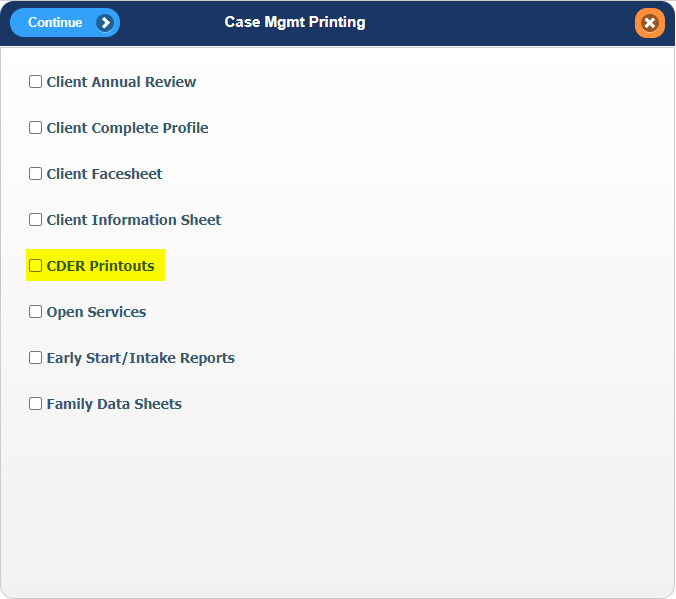 Continue
Case Mgmt Printing
Client Annual Review
Client Complete Profile
Client Facesheet
Client Information Sheet
CDER Printouts
Open Services
Early Start/Intake Reports
Family Data Sheets